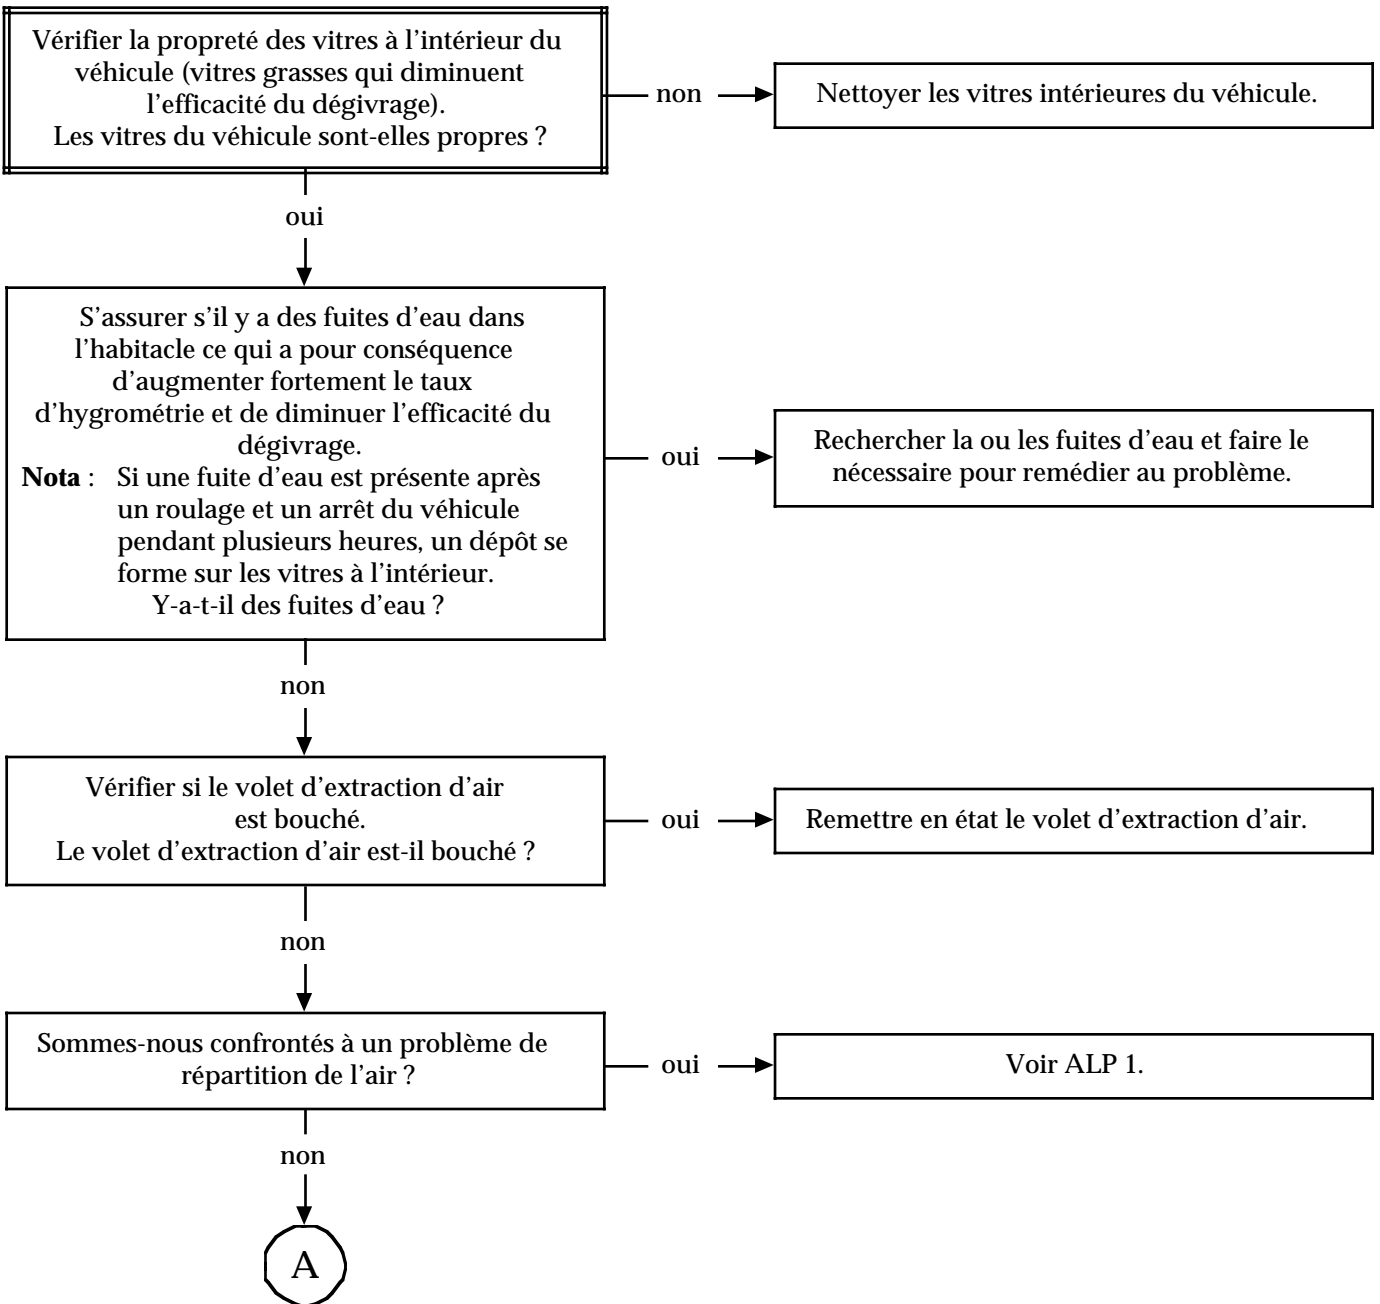 Vérifier la propreté des vitres à l’intérieur du
véhicule (vitres grasses qui diminuent
l’efficacité du dégivrage).
Les vitres du véhicule sont-elles propres ?
non
Nettoyer les vitres intérieures du véhicule.
oui
S’assurer s’il y a des fuites d’eau dans
l’habitacle ce qui a pour conséquence
d’augmenter fortement le taux
d’hygrométrie et de diminuer l’efficacité du
dégivrage.
Nota : Si une fuite d’eau est présente après
un roulage et un arrêt du véhicule
pendant plusieurs heures, un dépôt se
forme sur les vitres à l’intérieur.
Y-a-t-il des fuites d’eau ?
oui
Rechercher la ou les fuites d’eau et faire le
nécessaire pour remédier au problème.
non
Vérifier si le volet d’extraction d’air
est bouché.
Le volet d’extraction d’air est-il bouché ?
oui
Remettre en état le volet d’extraction d’air.
non
Sommes-nous confrontés à un problème de
répartition de l’air ?
oui
Voir ALP 1.
non
A